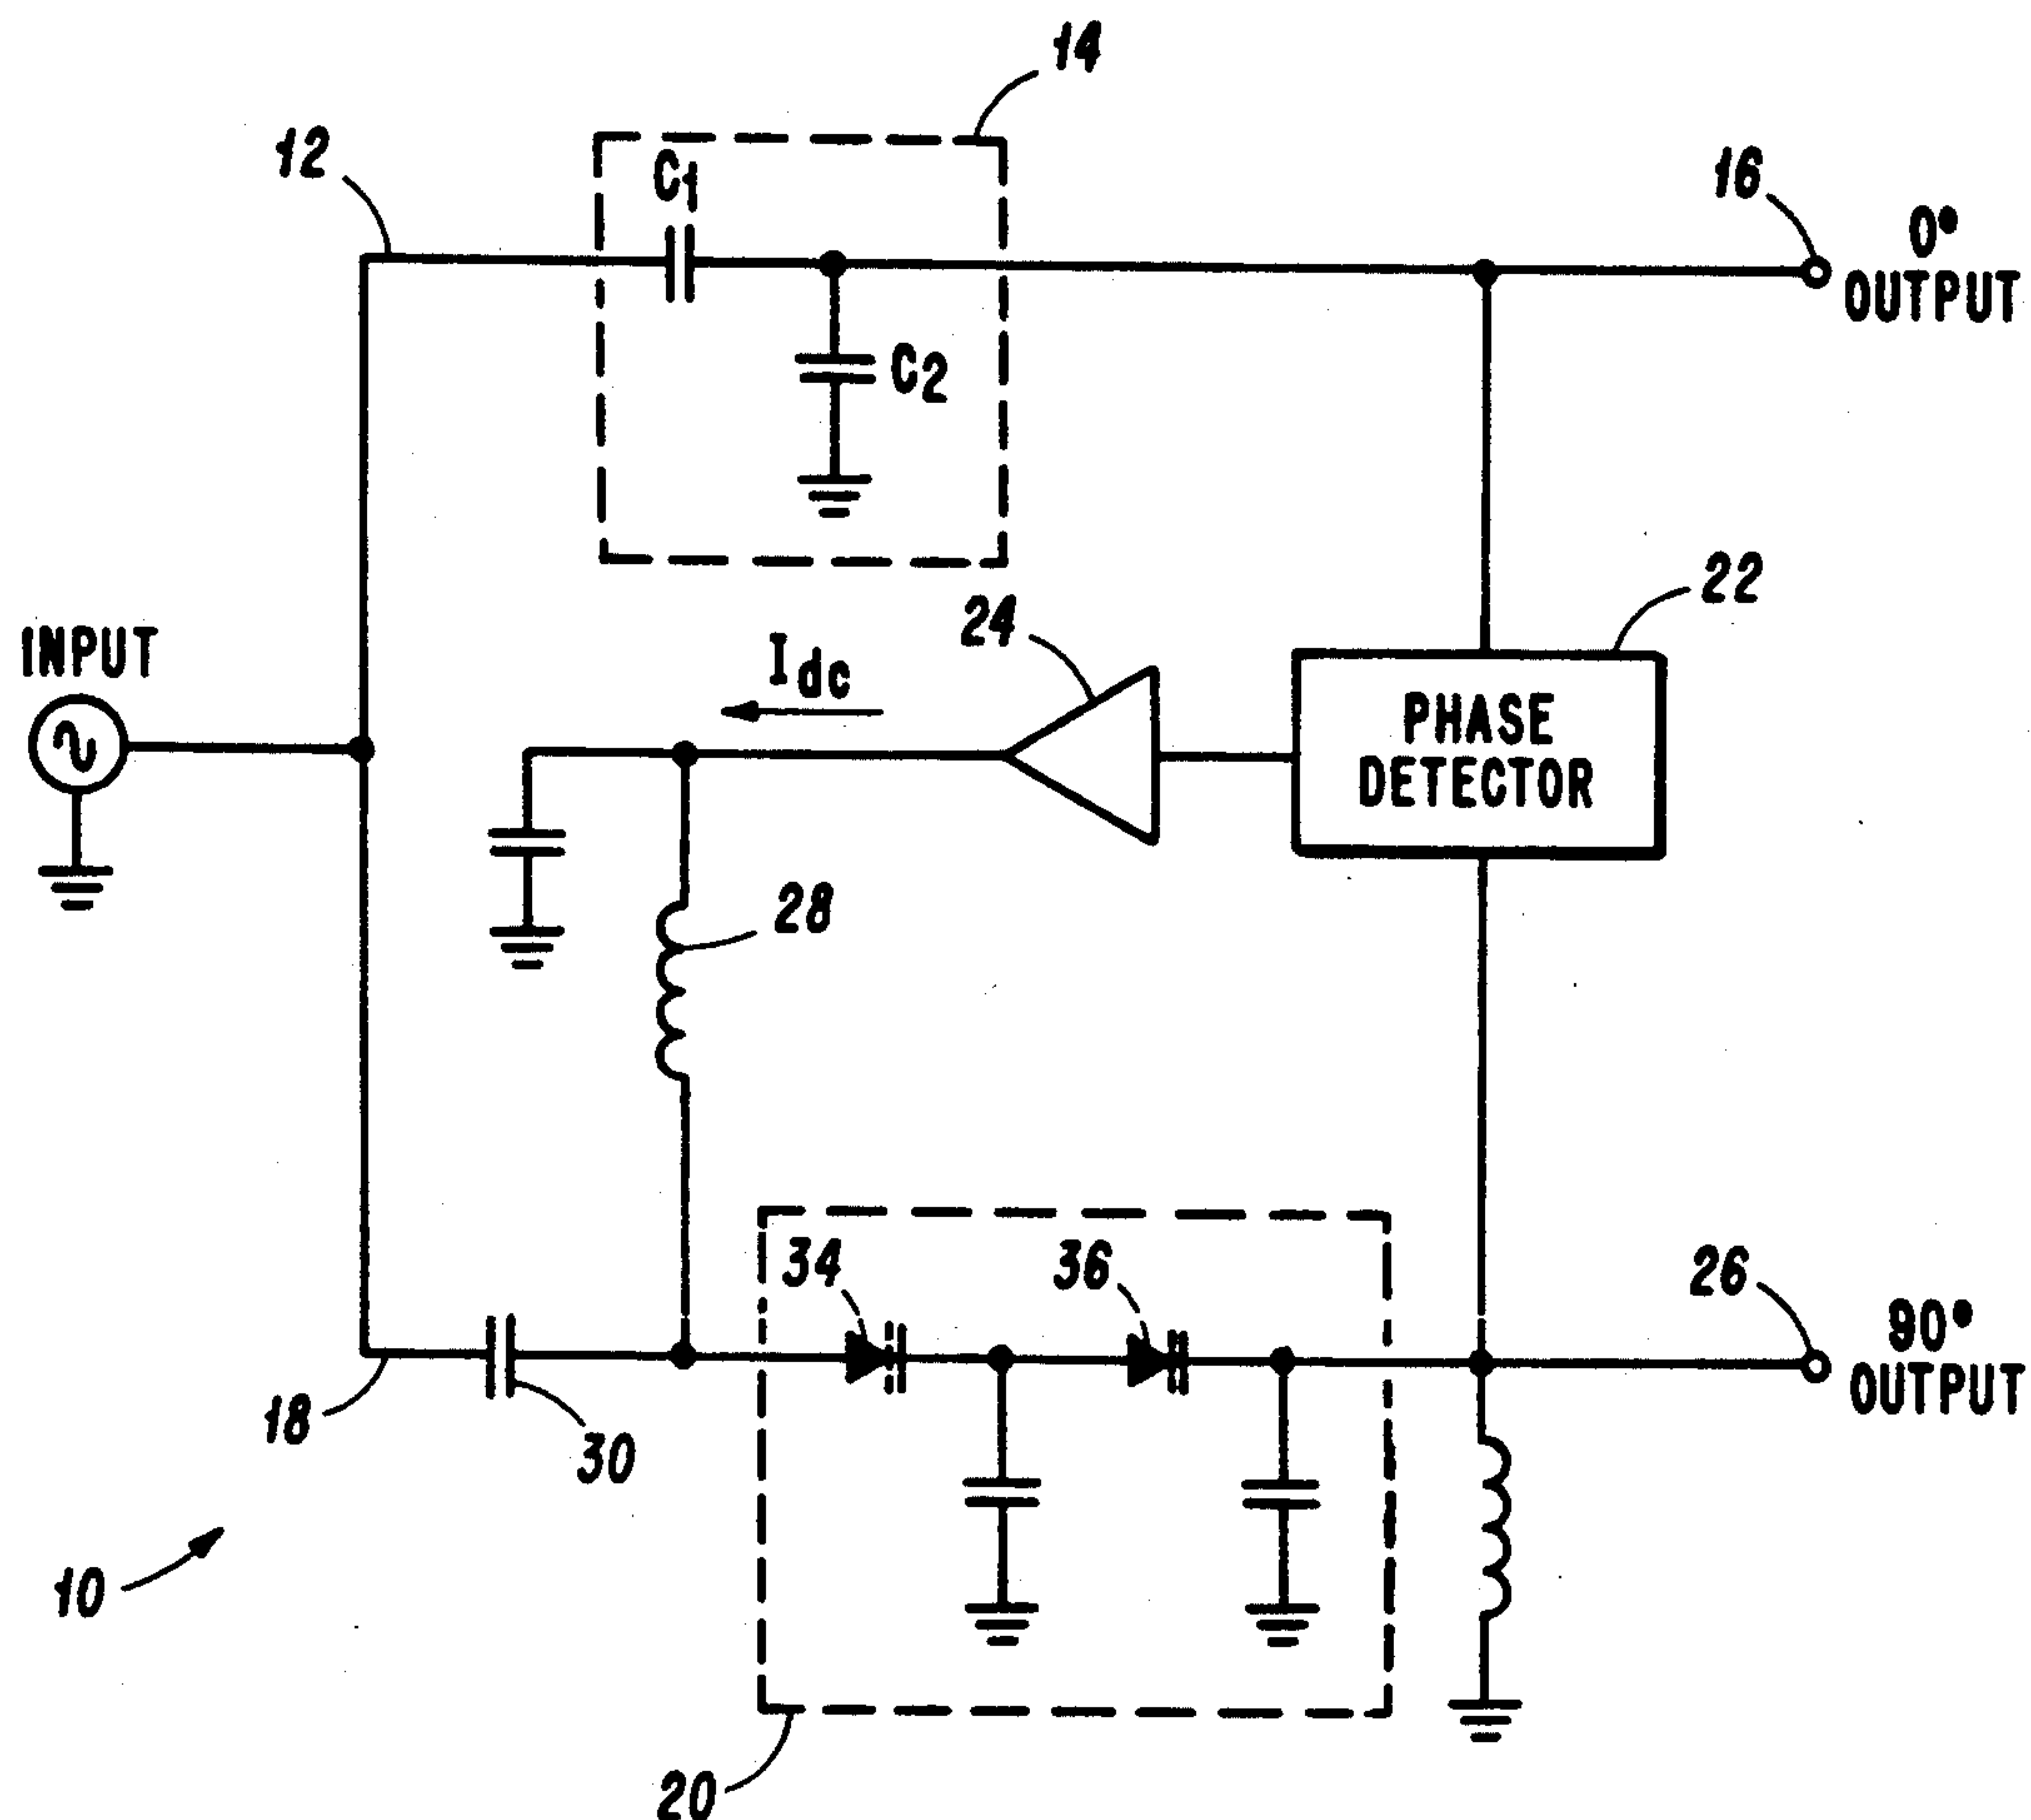 14
12
C1
16
0°
OUTPUT
C2
22
24
INPUT
Idc
PHASE
DETECTOR
28
34
36
26
90°
OUTPUT
18
30
10
20